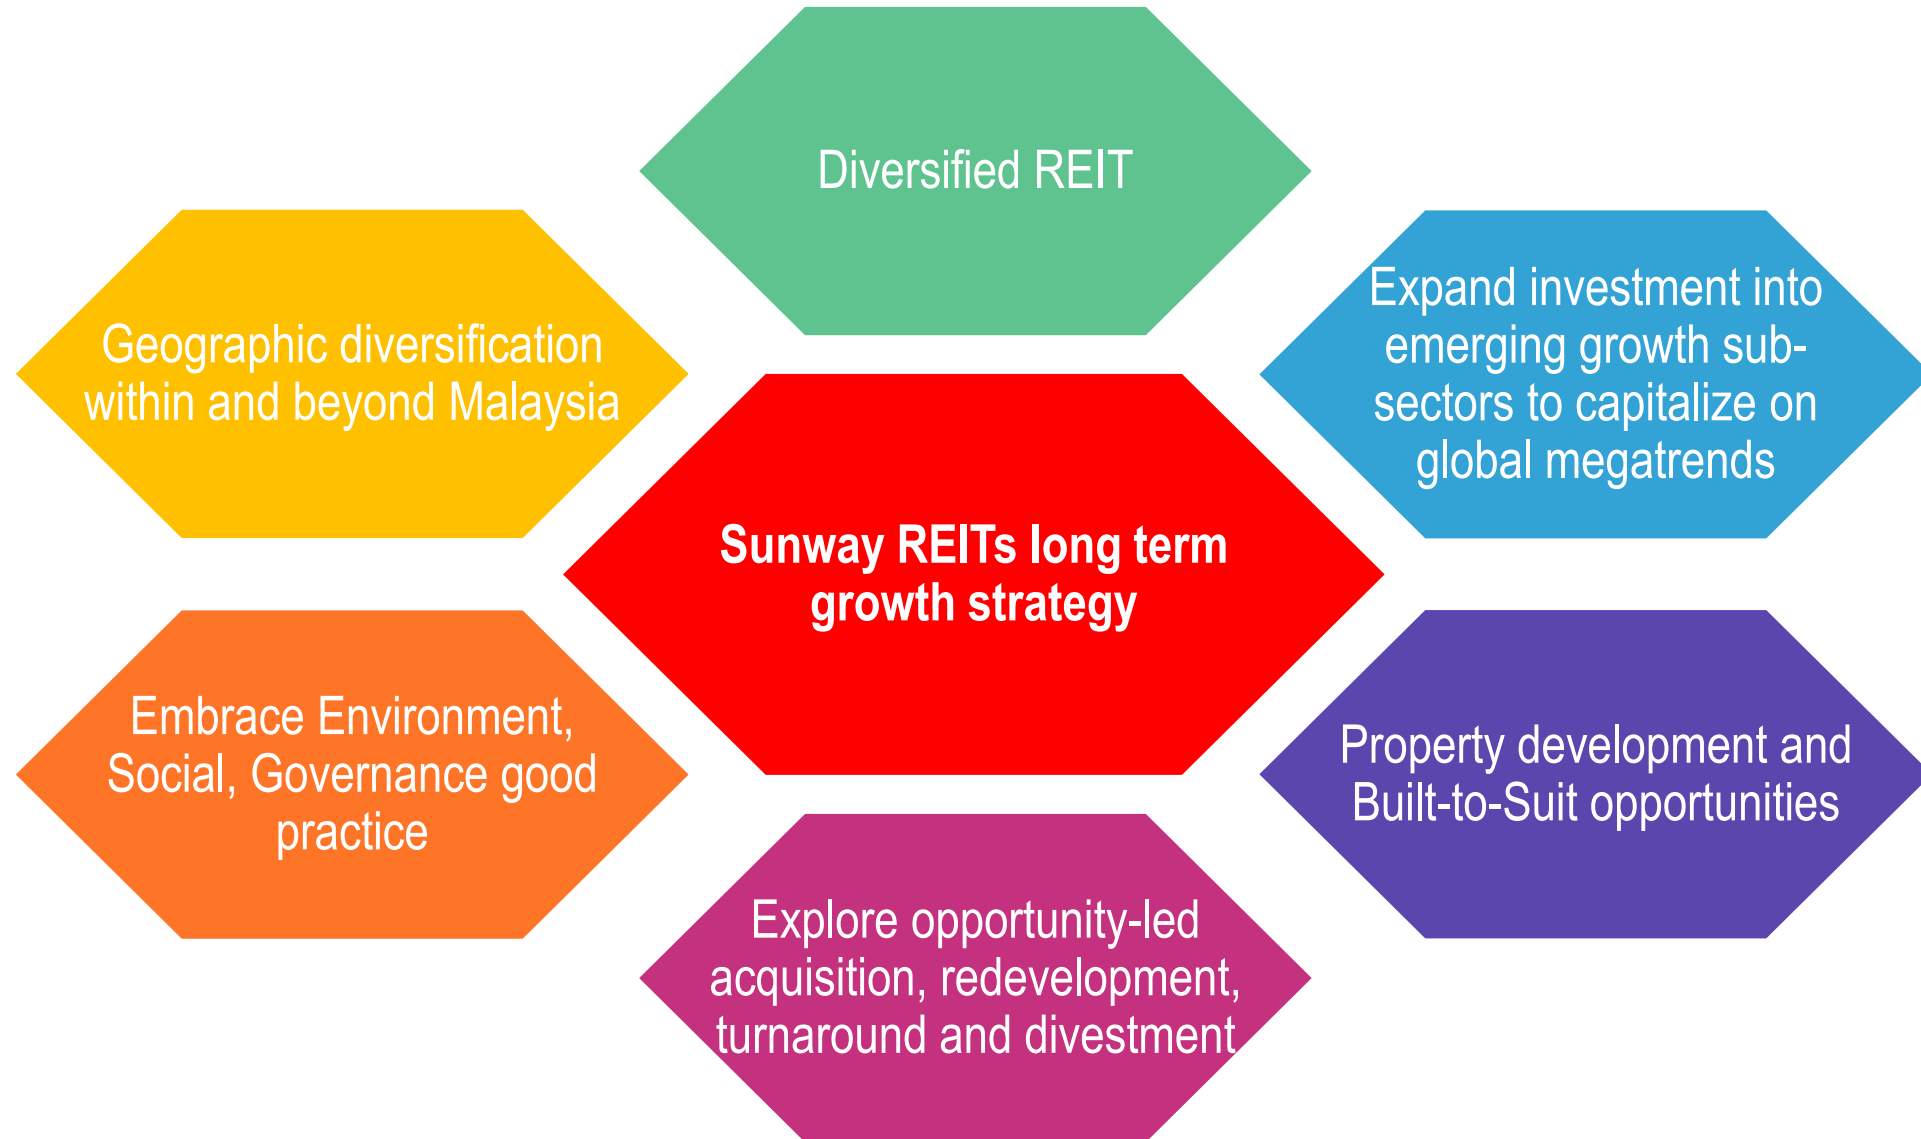 Diversified REIT
Geographic diversification
within and beyond Malaysia
Expand investment into
emerging growth sub-
sectors to capitalize on
global megatrends
Sunway REITs long term
growth strategy
Embrace Environment,
Social, Governance good
practice
Property development and
Built-to-Suit opportunities
Explore opportunity-led
acquisition, redevelopment,
turnaround and divestment